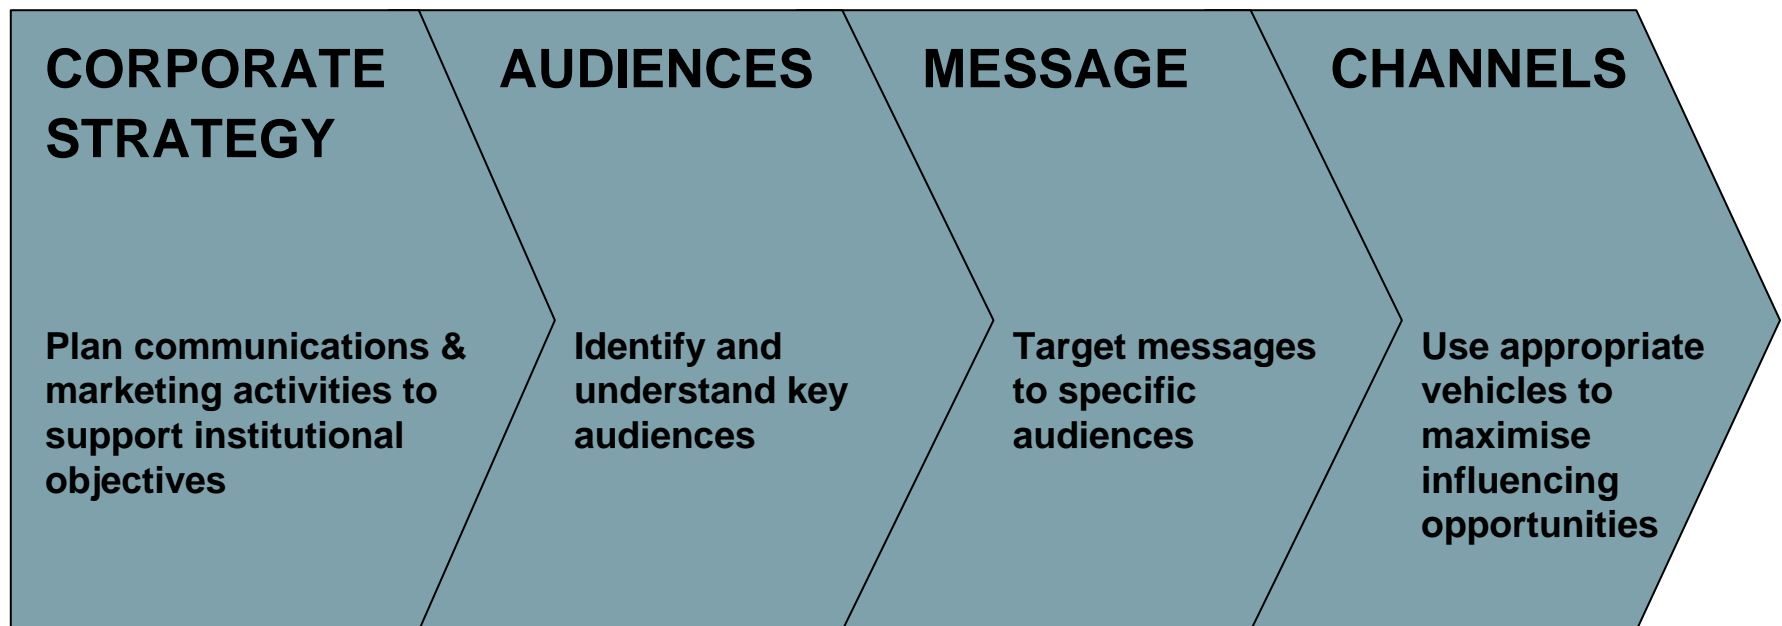 CORPORATE
STRATEGY
Plan communications &
marketing activities to
support institutional
objectives
AUDIENCES
Identify and
understand key
audiences
MESSAGE
Target messages
to specific
audiences
CHANNELS
Use appropriate
vehicles to
maximise
influencing
opportunities